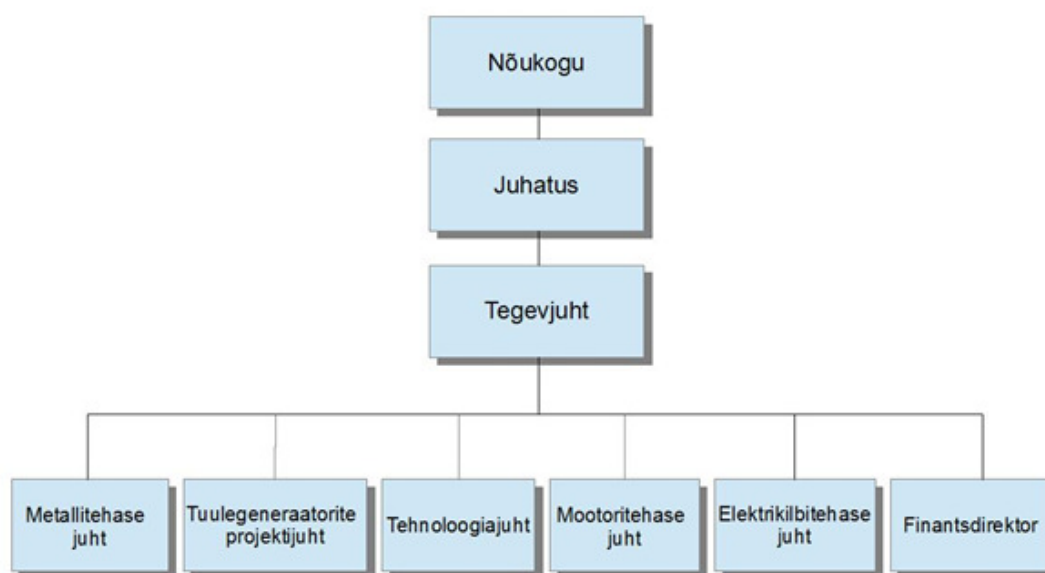 Nõukogu
Juhatus
Tegevjuht
Metallitehase
juht
Tuulegeneraatorite
projektijuht
Tehnoloogiajuht
Mootoritehase
juht
Elektrikilbitehase
juht
Finantsdirektor